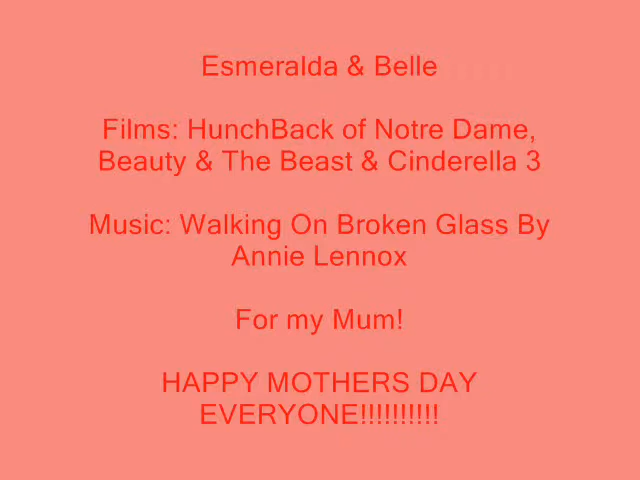 Esmeralda & Belle
Films: HunchBack of Notre Dame,
Beauty & The Beast & Cinderella 3
Music: Walking On Broken Glass By
Annie Lennox
For my Mum!
HAPPY MOTHERS DAY
EVERYONE!!!!!!!!!!